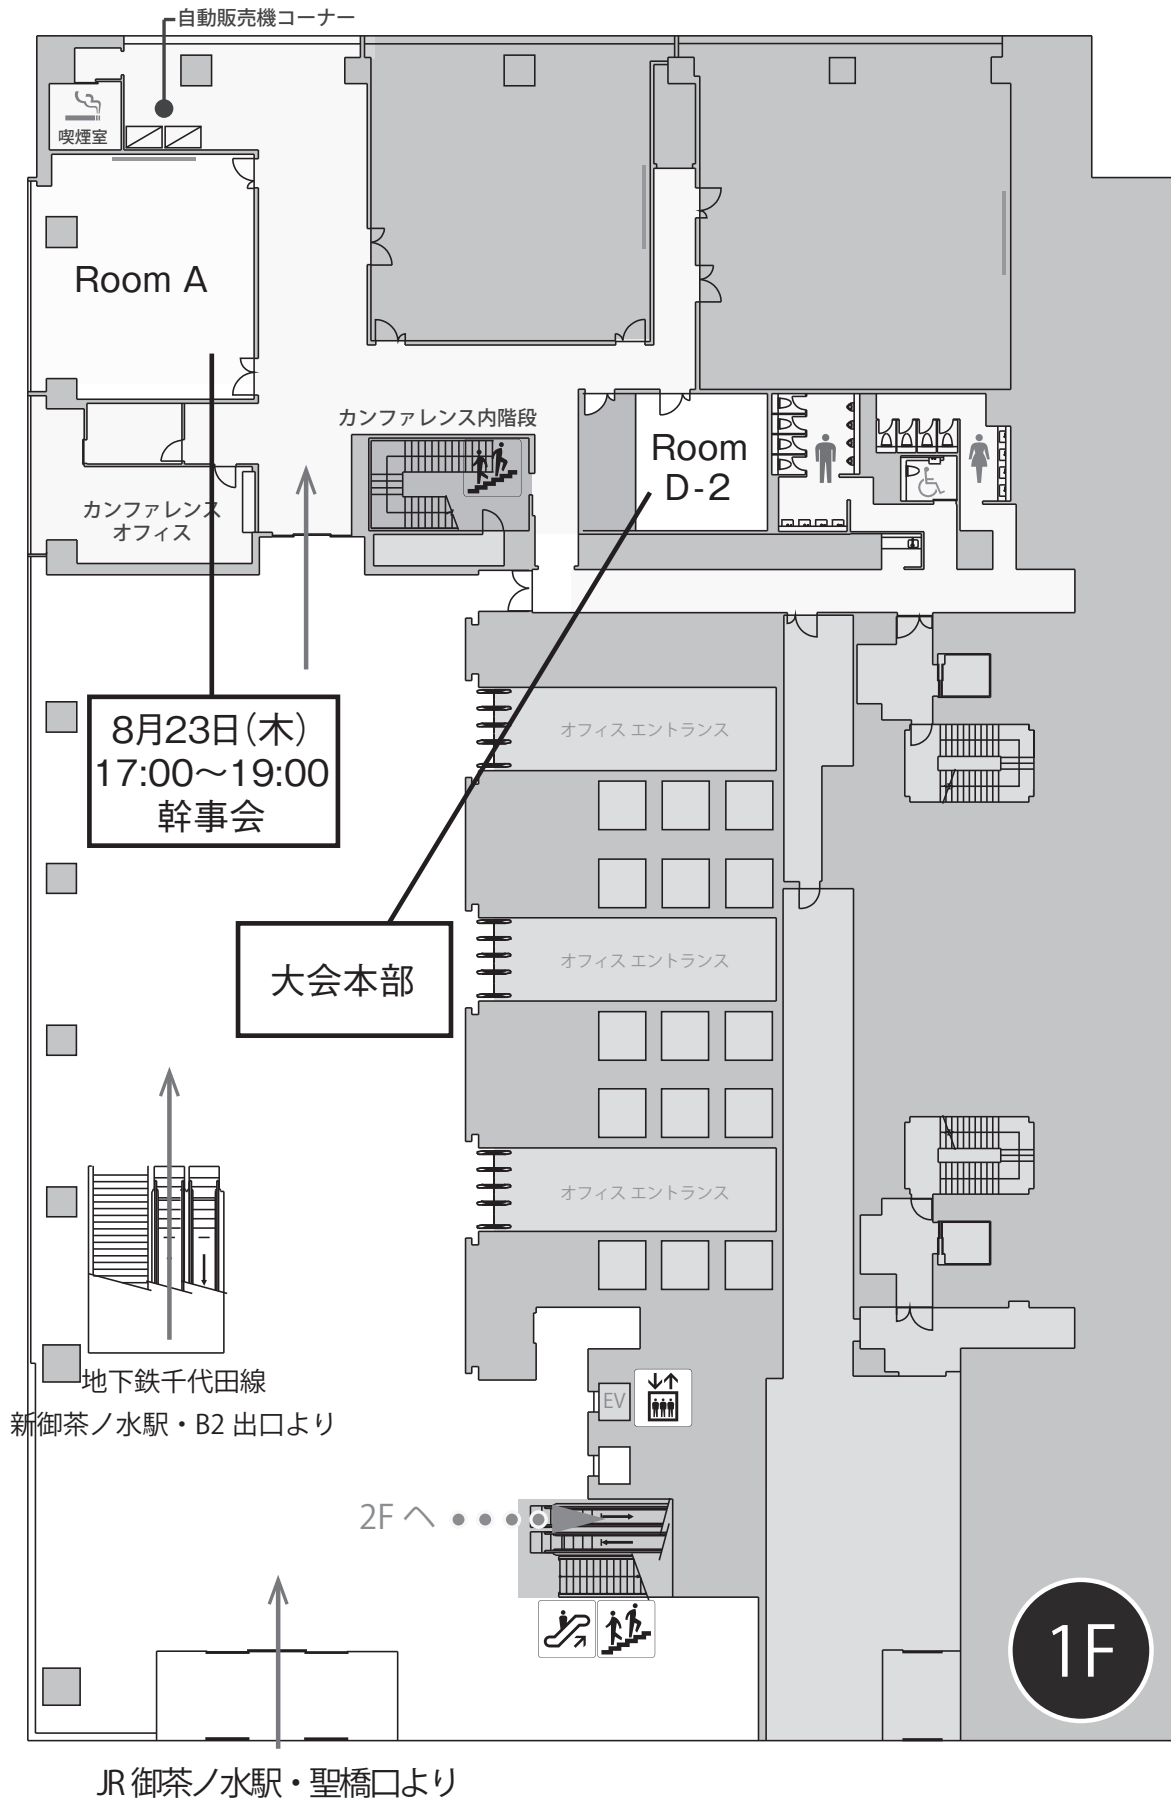 自動販売機コーナー
喫煙室
Room A
カンファレンス内階段
Room
D-2
カンファレンス
オフィス
8月23日(木)
17:00〜19:00
幹事会
オフィス エントランス
大会本部
オフィス エントランス
オフィス エントランス
地下鉄千代田線
新御茶ノ水駅・B2 出口より
EV
2F へ
1F
JR 御茶ノ水駅・聖橋口より